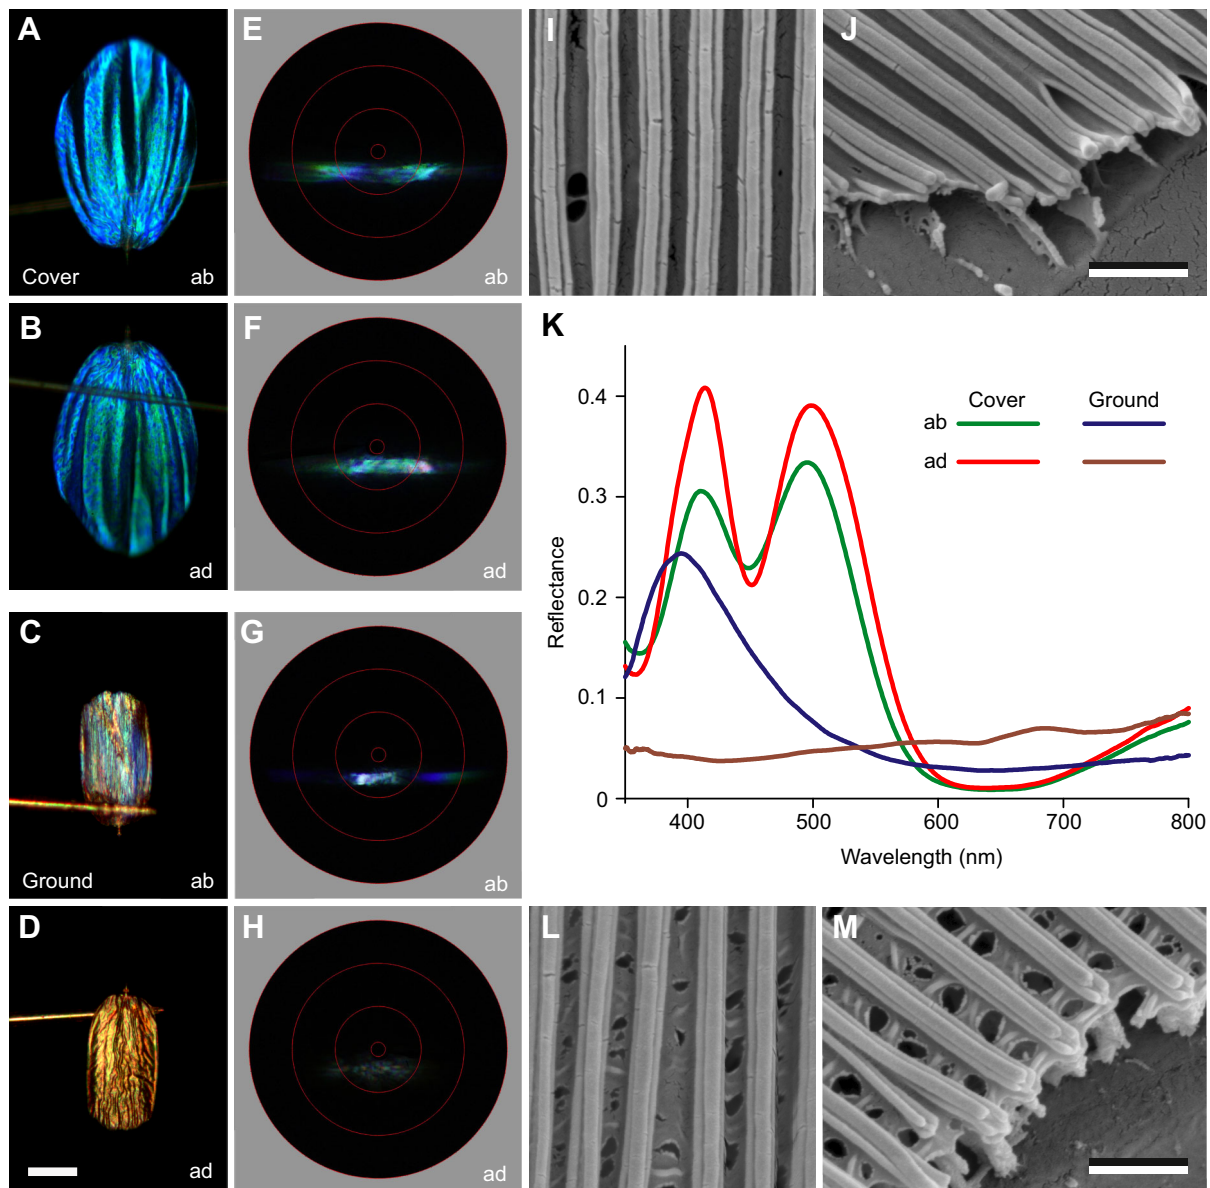 A
Cover ab
B
ad
C
Ground ab
D
ad
E
ab
F
ad
G
ab
H
ad
I
J
K
0.4
0.3
0.2
0.1
0
Reflectance
400 500 600 700 800
Wavelength (nm)
Cover Ground
ab
ad
L
M